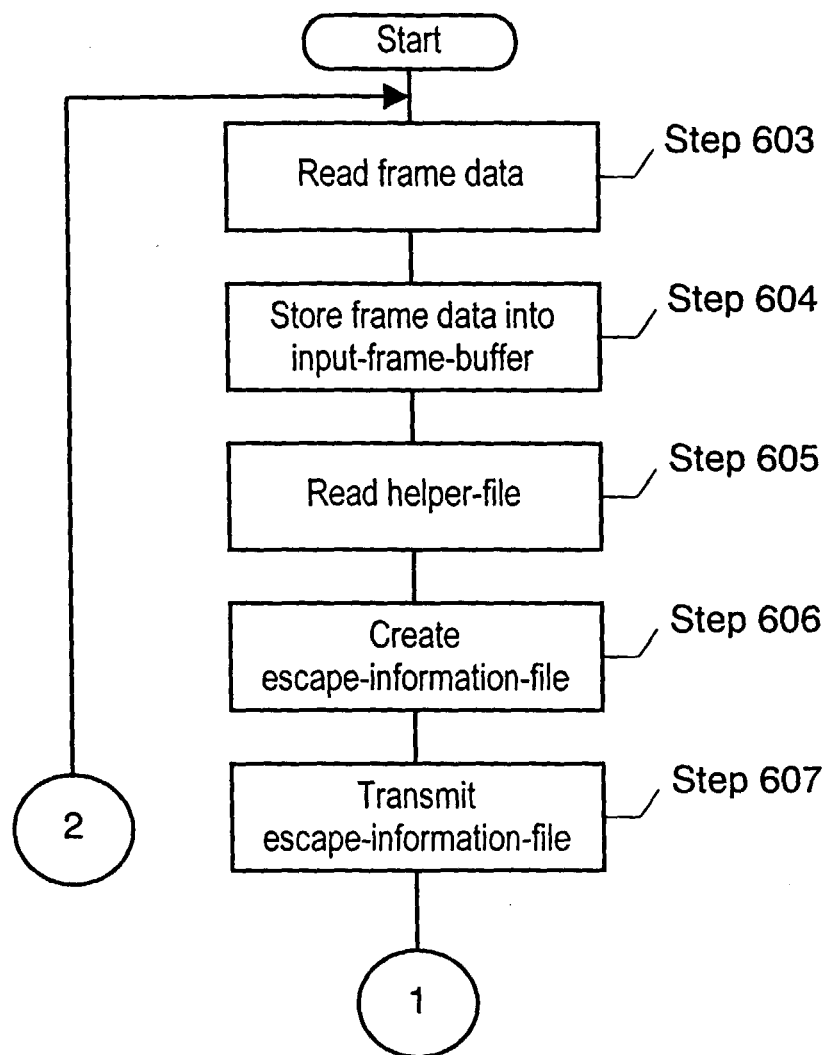 Start
Read frame data
Step 603
Store frame data into
input-frame-buffer
Step 604
Read helper-file
Step 605
Create
escape-information-file
Step 606
Transmit
escape-information-file
Step 607
2
1